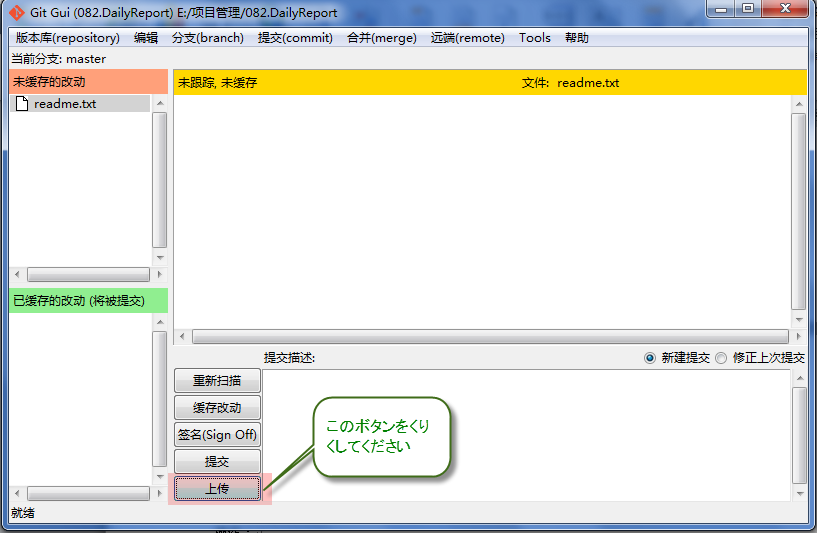 Git Gui (082.DailyReport) E:/项目管理/082.DailyReport
版本库(repository) 编辑 分支(branch) 提交(commit) 合并(merge) 远端(remote) Tools 帮助
当前分支: master
未缓存的改动
readme.txt
未跟踪, 未缓存 文件: readme.txt
已缓存的改动 (将被提交)
提交描述: 新建提交 修正上次提交
重新扫描
缓存改动
签名(Sign Off)
提交
上传
このボタンをくり
くしてください
就绪